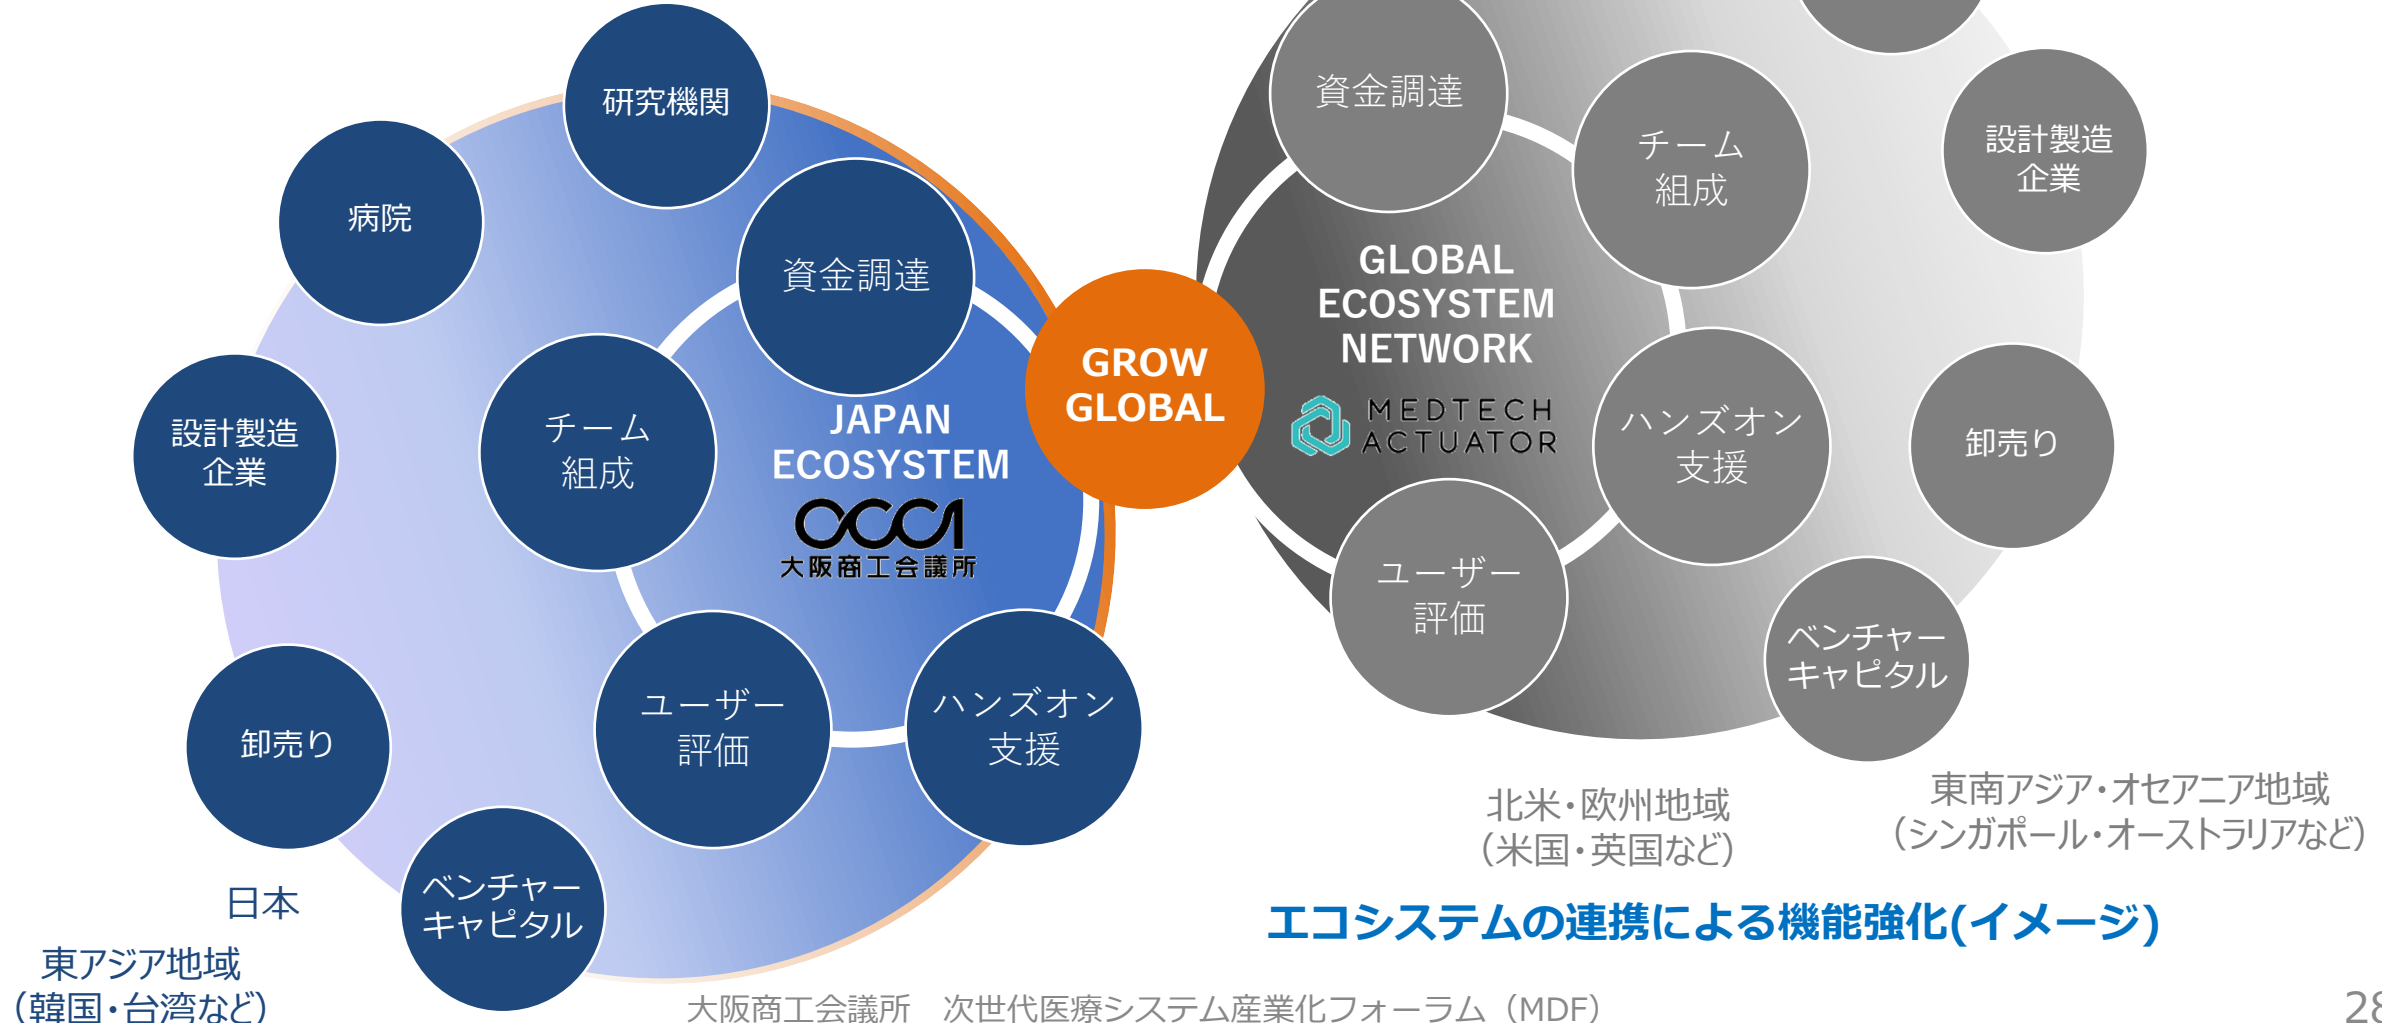 研究機関
病院
資金調達
設計製造
企業
チーム
組成
JAPAN
ECOSYSTEM
OCCI
大阪商工会議所
卸売り
ユーザー
評価
ハンズオン
支援
ベンチャー
キャピタル
日本
東アジア地域
（韓国・台湾など）
GROW
GLOBAL
資金調達
チーム
組成
設計製造
企業
GLOBAL
ECOSYSTEM
NETWORK
MEDTECH
ACTUATOR
ハンズオン
支援
卸売り
ユーザー
評価
ベンチャー
キャピタル
北米・欧州地域
（米国・英国など）
東南アジア・オセアニア地域
（シンガポール・オーストラリアなど）
エコシステムの連携による機能強化(イメージ)
大阪商工会議所　次世代医療システム産業化フォーラム（MDF）
28